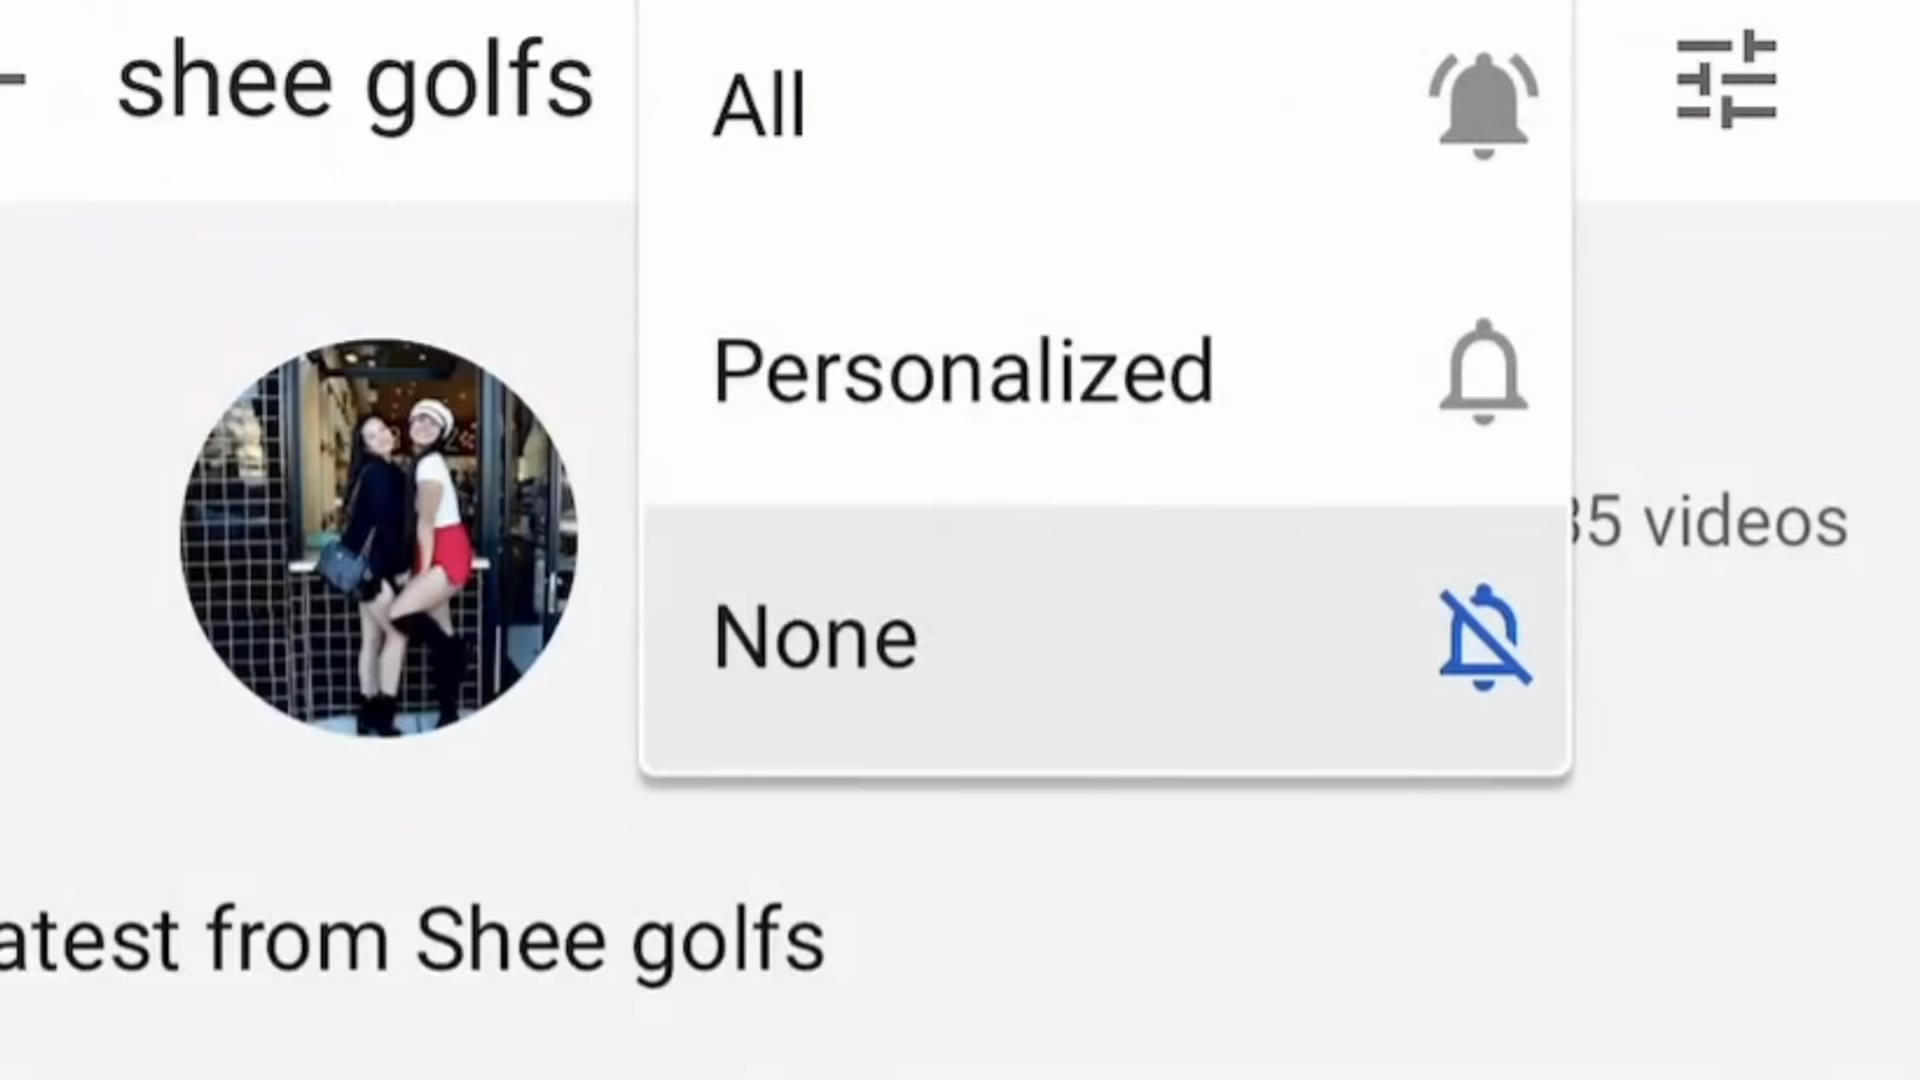 shee golfs
All
Personalized
None
videos
atest from Shee golfs